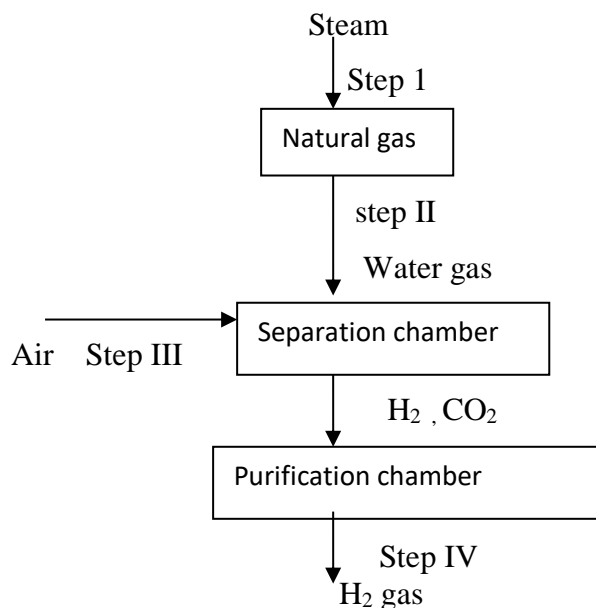 Steam
Step 1
Natural gas
step II
Water gas
Separation chamber
Air Step III
H₂ , CO₂
Purification chamber
Step IV
H₂ gas